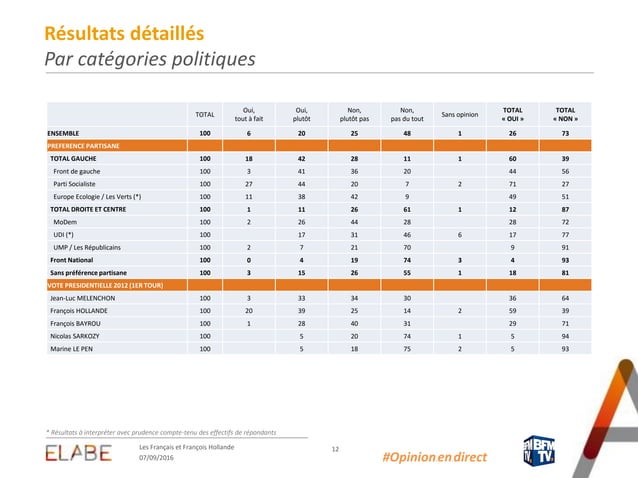 Résultats détaillés
Par catégories politiques
TOTAL Oui, tout à fait Oui, plutôt Non, plutôt pas Non, pas du tout Sans opinion TOTAL « OUI » TOTAL « NON »
ENSEMBLE 100 6 20 25 48 1 26 73
PREFERENCE PARTISANE
TOTAL GAUCHE 100 18 42 28 11 1 60 39
Front de gauche 100 3 41 36 20 44 56
Parti Socialiste 100 27 44 20 7 2 71 27
Europe Ecologie / Les Verts (*) 100 11 38 42 9 49 51
TOTAL DROITE ET CENTRE 100 1 11 26 61 1 12 87
MoDem 100 2 26 44 28 28 72
UDI (*) 100 17 31 46 6 17 77
UMP / Les Républicains 100 2 7 21 70 9 91
Front National 100 0 4 19 74 3 4 93
Sans préférence partisane 100 3 15 26 55 1 18 81
VOTE PRESIDENTIELLE 2012 (1ER TOUR)
Jean-Luc MELENCHON 100 3 33 34 30 36 64
François HOLLANDE 100 20 39 25 14 2 59 39
François BAYROU 100 1 28 40 31 29 71
Nicolas SARKOZY 100 5 20 74 1 5 94
Marine LE PEN 100 5 18 75 2 5 93
* Résultats à interpréter avec prudence compte-tenu des effectifs de répondants
ELABE
Les Français et François Hollande
07/09/2016
12
#Opinionendirect
BFM
TV.